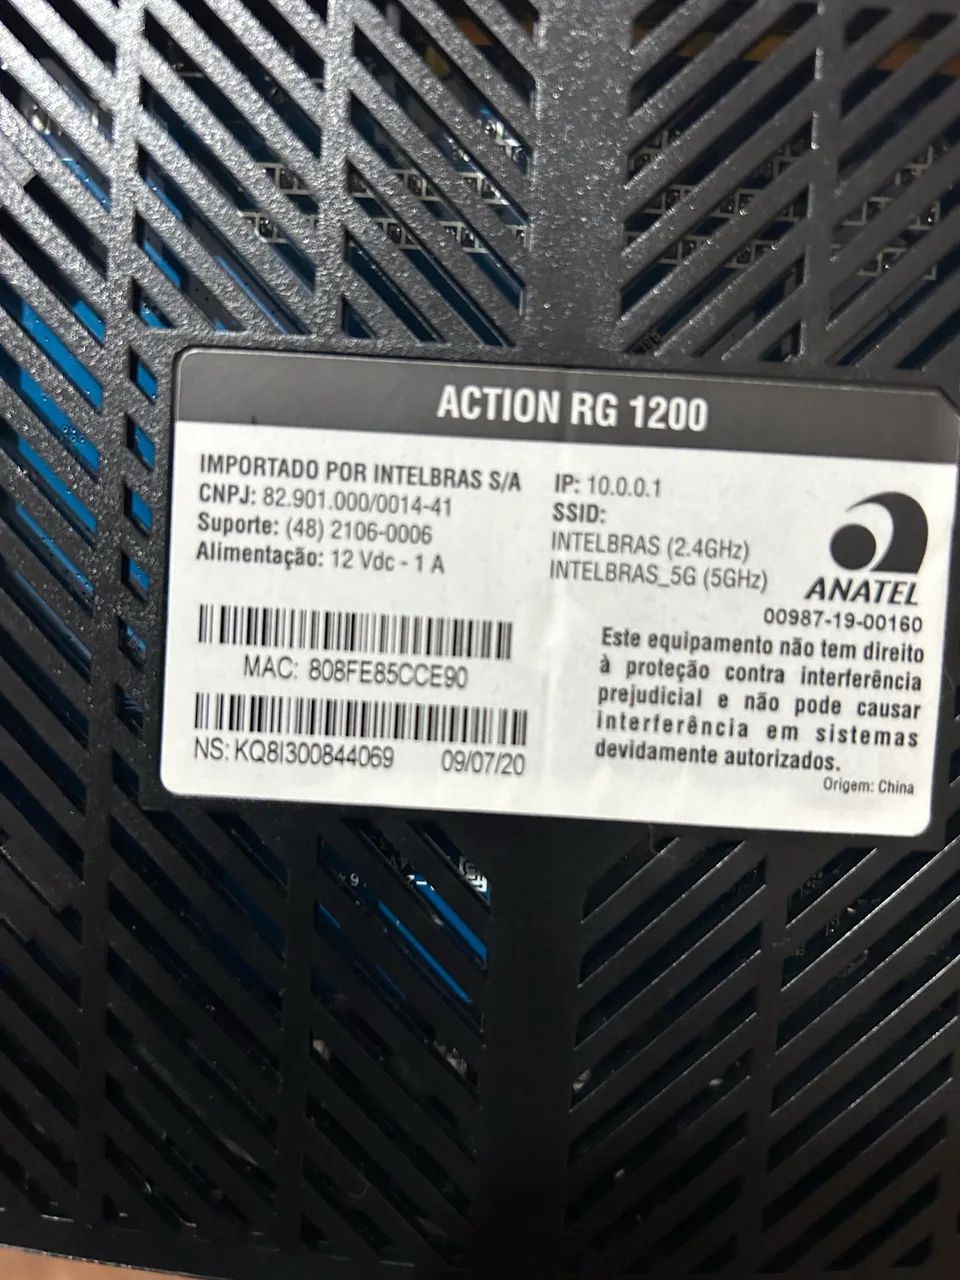 ACTION RG 1200
IMPORTADO POR INTELBRAS S/A
CNPJ: 82.901.000/0014-41
Suporte: (48) 2106-0006
Alimentação: 12 Vdc - 1 A
MAC: 808FE85CCE90
NS: KQ8I300844069 09/07/20
IP: 10.0.0.1
SSID:
INTELBRAS (2.4GHz)
INTELBRAS_5G (5GHz)
ANATEL
00987-19-00160
Este equipamento não tem direito
à proteção contra interferência
prejudicial e não pode causar
interferência em sistemas
devidamente autorizados.
Origem: China